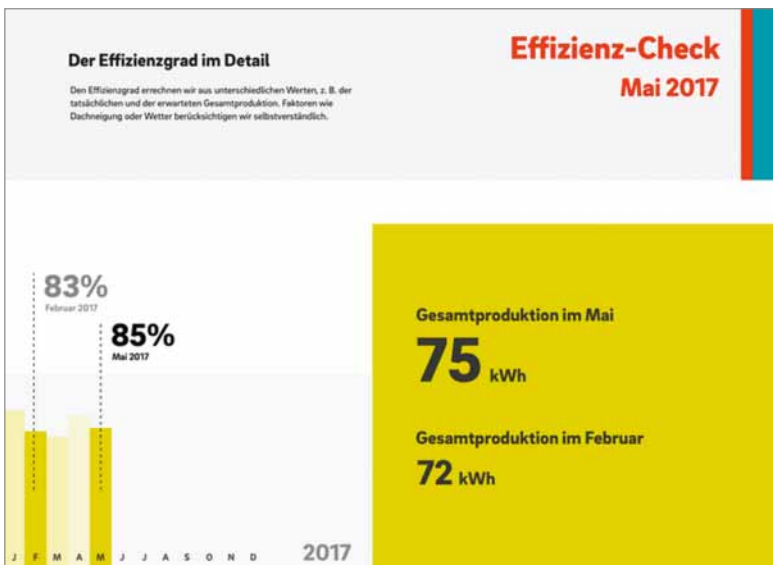 Der Effizienzgrad im Detail
Den Effizienzgrad errechnen wir aus unterschiedlichen Werten, z. B. der
tatsächlichen und der erwarteten Gesamtproduktion. Faktoren wie
Dachneigung oder Wetter berücksichtigen wir selbstverständlich.
Effizienz-Check
Mai 2017
83%
Februar 2017
85%
Mai 2017
Gesamtproduktion im Mai
75 kWh
Gesamtproduktion im Februar
72 kWh
J F M A M J J A S O N D 2017